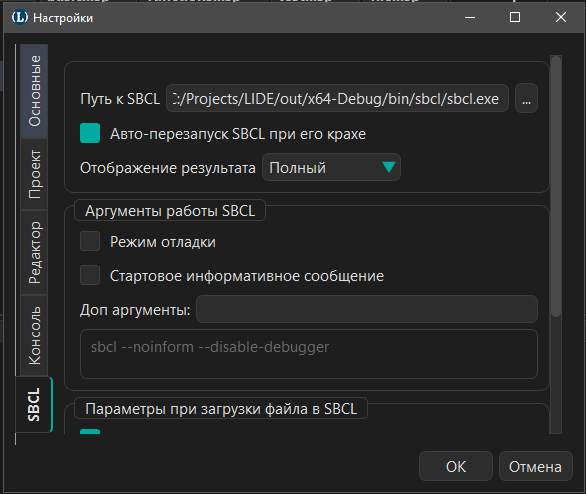 (L) Настройки
Основные
Проект
Редактор
Консоль
SBCL
Путь к SBCL :/Projects/LIDE/out/x64-Debug/bin/sbcl/sbcl.exe ...
Авто-перезапуск SBCL при его крахе
Отображение результата Полный
Аргументы работы SBCL
Режим отладки
Стартовое информативное сообщение
Доп аргументы:
sbcl --noinform --disable-debugger
Параметры при загрузки файла в SBCL
OK Отмена